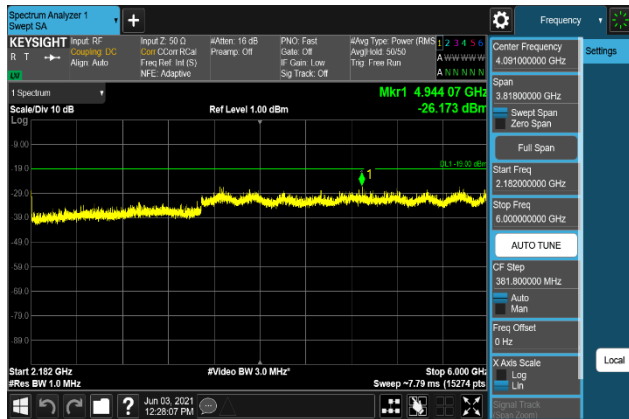 Spectrum Analyzer 1
Swept SA
+
Frequency
KEYSIGHT
R T
LXI
Input: RF
Coupling: DC
Align: Auto
Input Z: 50 Ω
Corr CCorr RCal
Freq Ref: Int (S)
NFE: Adaptive
#Atten: 16 dB
Preamp: Off
PNO: Fast
Gate: Off
IF Gain: Low
Sig Track: Off
#Avg Type: Power (RMS)
Avg|Hold: 50/50
Trig: Free Run
1 2 3 4 5 6
A W W W W W
A N N N N N
1 Spectrum
Scale/Div 10 dB
Log
Ref Level 1.00 dBm
Mkr1 4.944 07 GHz
-26.173 dBm
-9.00
-19.0
-29.0
-39.0
-49.0
-59.0
-69.0
-79.0
-89.0
DL1 -19.00 dBm
1
Start 2.182 GHz
#Res BW 1.0 MHz
#Video BW 3.0 MHz*
Stop 6.000 GHz
Sweep ~7.79 ms (15274 pts
Jun 03, 2021
12:28:07 PM
Center Frequency
4.091000000 GHz
Span
3.81800000 GHz
Swept Span
Zero Span
Full Span
Start Freq
2.182000000 GHz
Stop Freq
6.000000000 GHz
AUTO TUNE
CF Step
381.800000 MHz
Auto
Man
Freq Offset
0 Hz
X Axis Scale
Log
Lin
Signal Track
(Span Zoom)
Settings
Local